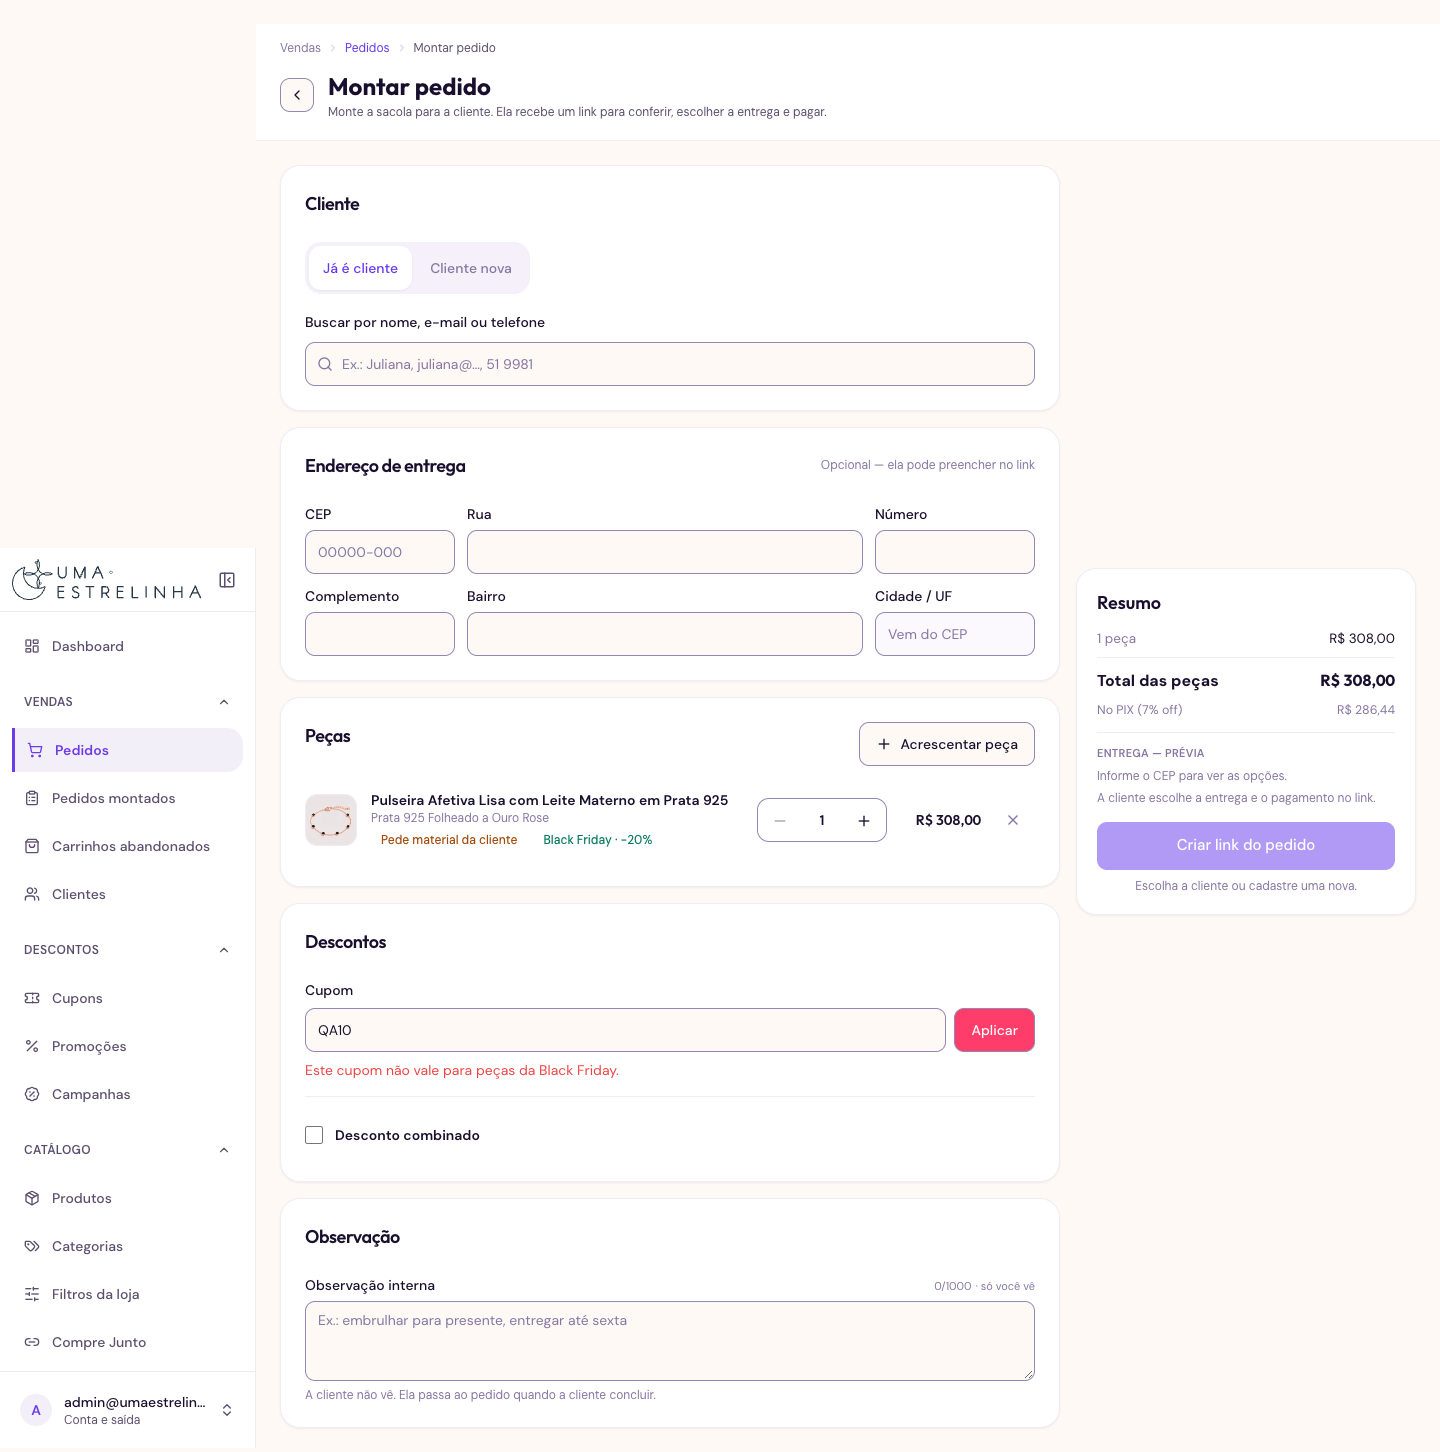 Vendas > Pedidos > Montar pedido
Montar pedido
Monte a sacola para a cliente. Ela recebe um link para conferir, escolher a entrega e pagar.
UMA
ESTRELINHA
Dashboard
VENDAS
Pedidos
Pedidos montados
Carrinhos abandonados
Clientes
DESCONTOS
Cupons
Promoções
Campanhas
CATÁLOGO
Produtos
Categorias
Filtros da loja
Compre Junto
A
admin@umaestrelin...
Conta e saída
Cliente
Já é cliente
Cliente nova
Buscar por nome, e-mail ou telefone
Ex.: Juliana, juliana@..., 51 9981
Endereço de entrega
Opcional — ela pode preencher no link
CEP
Rua
Número
00000-000
Complemento
Bairro
Cidade / UF
Vem do CEP
Peças
Acrescentar peça
Pulseira Afetiva Lisa com Leite Materno em Prata 925
Prata 925 Folheado a Ouro Rose
Pede material da cliente
Black Friday · -20%
1
R$ 308,00
Descontos
Cupom
QA10
Aplicar
Este cupom não vale para peças da Black Friday.
Desconto combinado
Observação
Observação interna
0/1000 · só você vê
Ex.: embrulhar para presente, entregar até sexta
A cliente não vê. Ela passa ao pedido quando a cliente concluir.
Resumo
1 peça
R$ 308,00
Total das peças
R$ 308,00
No PIX (7% off)
R$ 286,44
ENTREGA — PRÉVIA
Informe o CEP para ver as opções.
A cliente escolhe a entrega e o pagamento no link.
Criar link do pedido
Escolha a cliente ou cadastre uma nova.